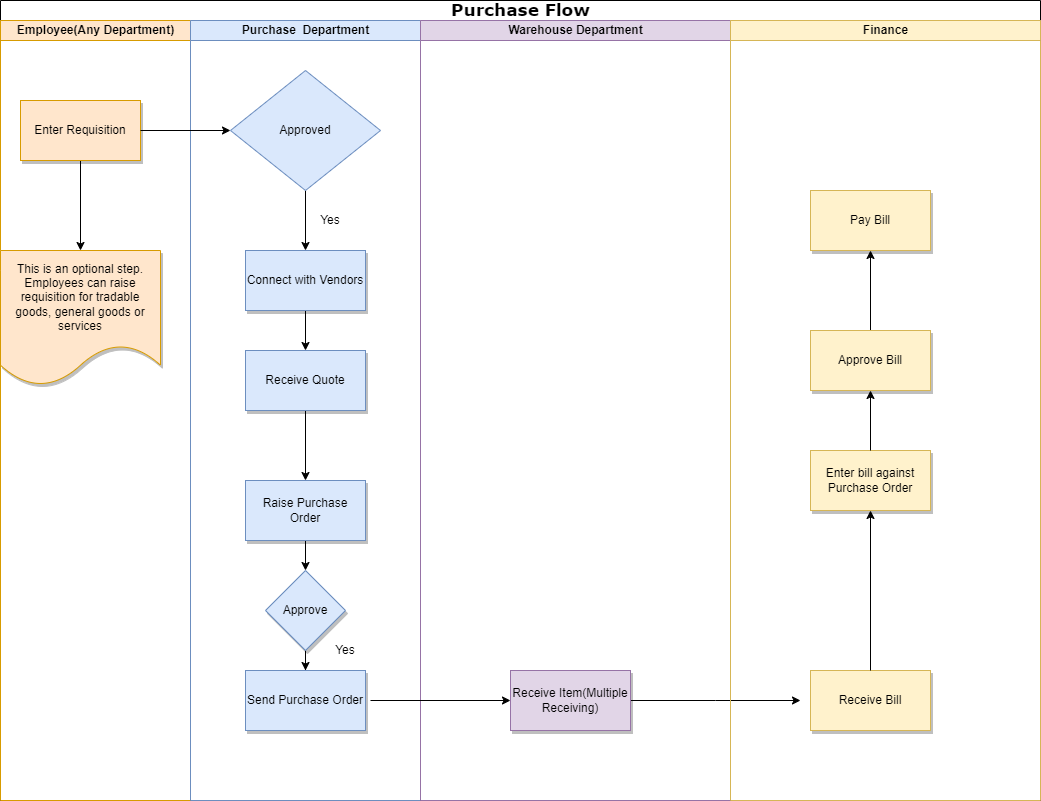 Purchase Flow
Employee(Any Department)
Purchase  Department
Warehouse Department
Finance
Enter Requisition
Approved
Yes
This is an optional step.
Employees can raise
requisition for tradable
goods, general goods or
services
Connect with Vendors
Receive Quote
Raise Purchase
Order
Approve
Yes
Send Purchase Order
Receive Item(Multiple
Receiving)
Receive Bill
Enter bill against
Purchase Order
Approve Bill
Pay Bill